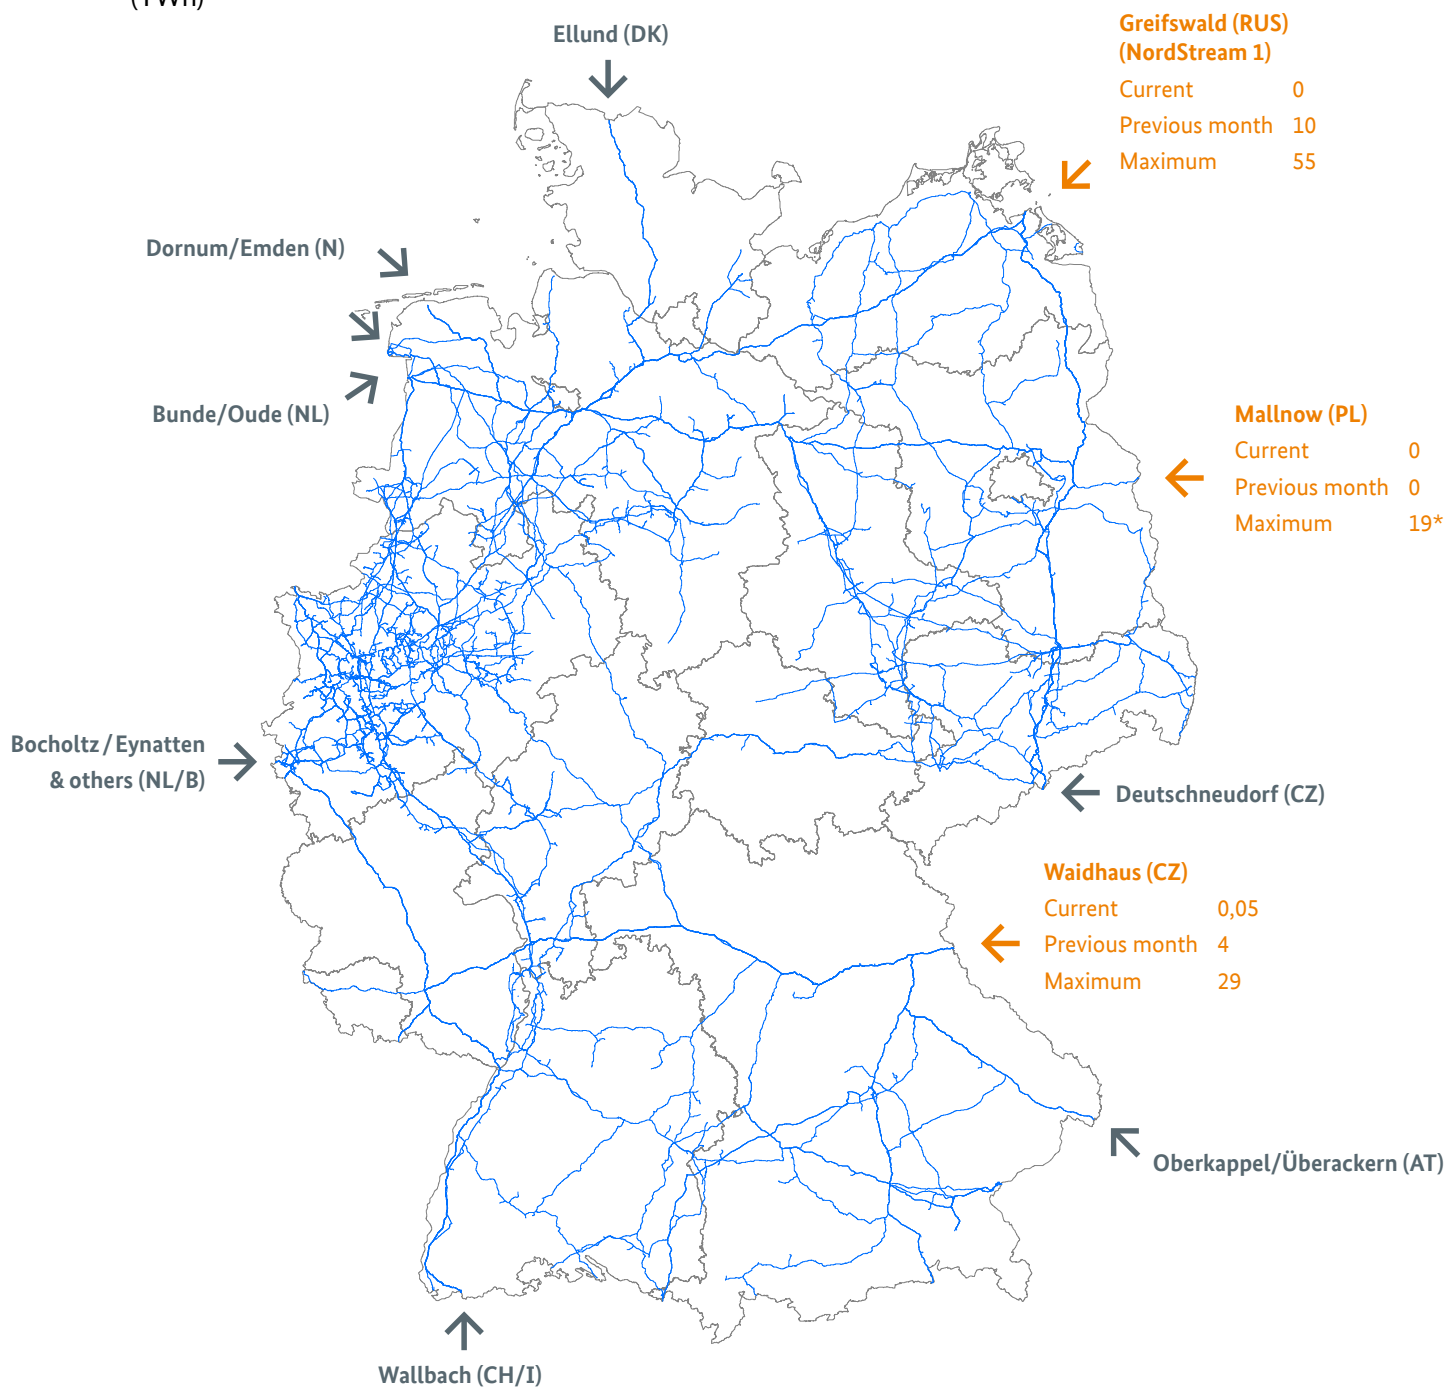 (TWh)
Ellund (DK)
Greifswald (RUS)
(NordStream 1)
Current 0
Previous month 10
Maximum 55
Dornum/Emden (N)
Bunde/Oude (NL)
Mallnow (PL)
Current 0
Previous month 0
Maximum 19*
Bocholtz / Eynatten
& others (NL/B)
Deutschneudorf (CZ)
Waidhaus (CZ)
Current 0,05
Previous month 4
Maximum 29
Oberkappel/Überackern (AT)
Wallbach (CH/I)